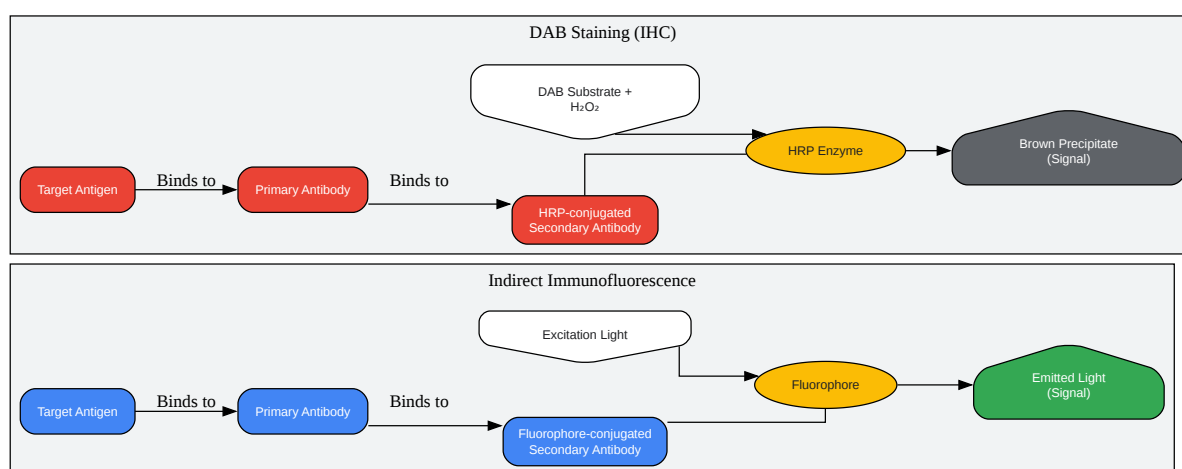 DAB Staining (IHC)
DAB Substrate +
H₂O₂
HRP Enzyme
Brown Precipitate
(Signal)
Target Antigen
Binds to
Primary Antibody
Binds to
HRP-conjugated
Secondary Antibody
Indirect Immunofluorescence
Excitation Light
Fluorophore
Emitted Light
(Signal)
Target Antigen
Binds to
Primary Antibody
Binds to
Fluorophore-conjugated
Secondary Antibody